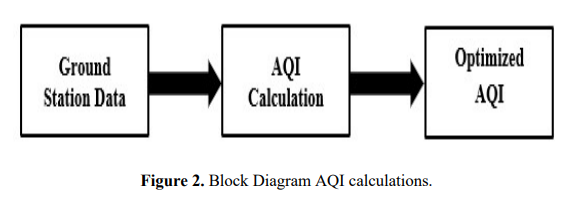 Ground
Station Data
AQI
Calculation
Optimized
AQI
Figure 2. Block Diagram AQI calculations.